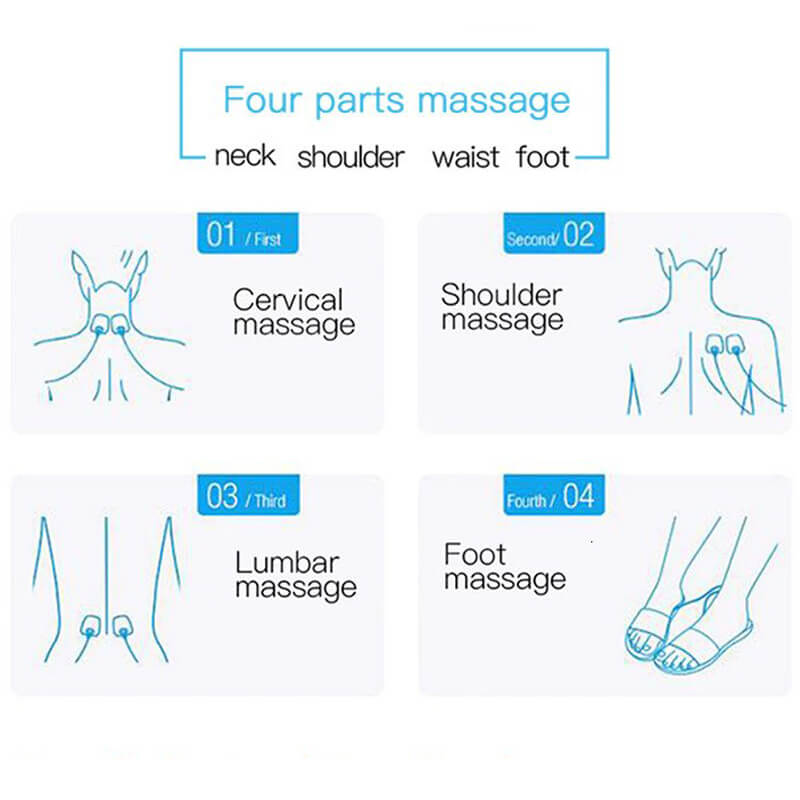 Four parts massage
neck shoulder waist foot
01 / First
Cervical
massage
Second/ 02
Shoulder
massage
03 / Third
Lumbar
massage
Fourth / 04
Foot
massage